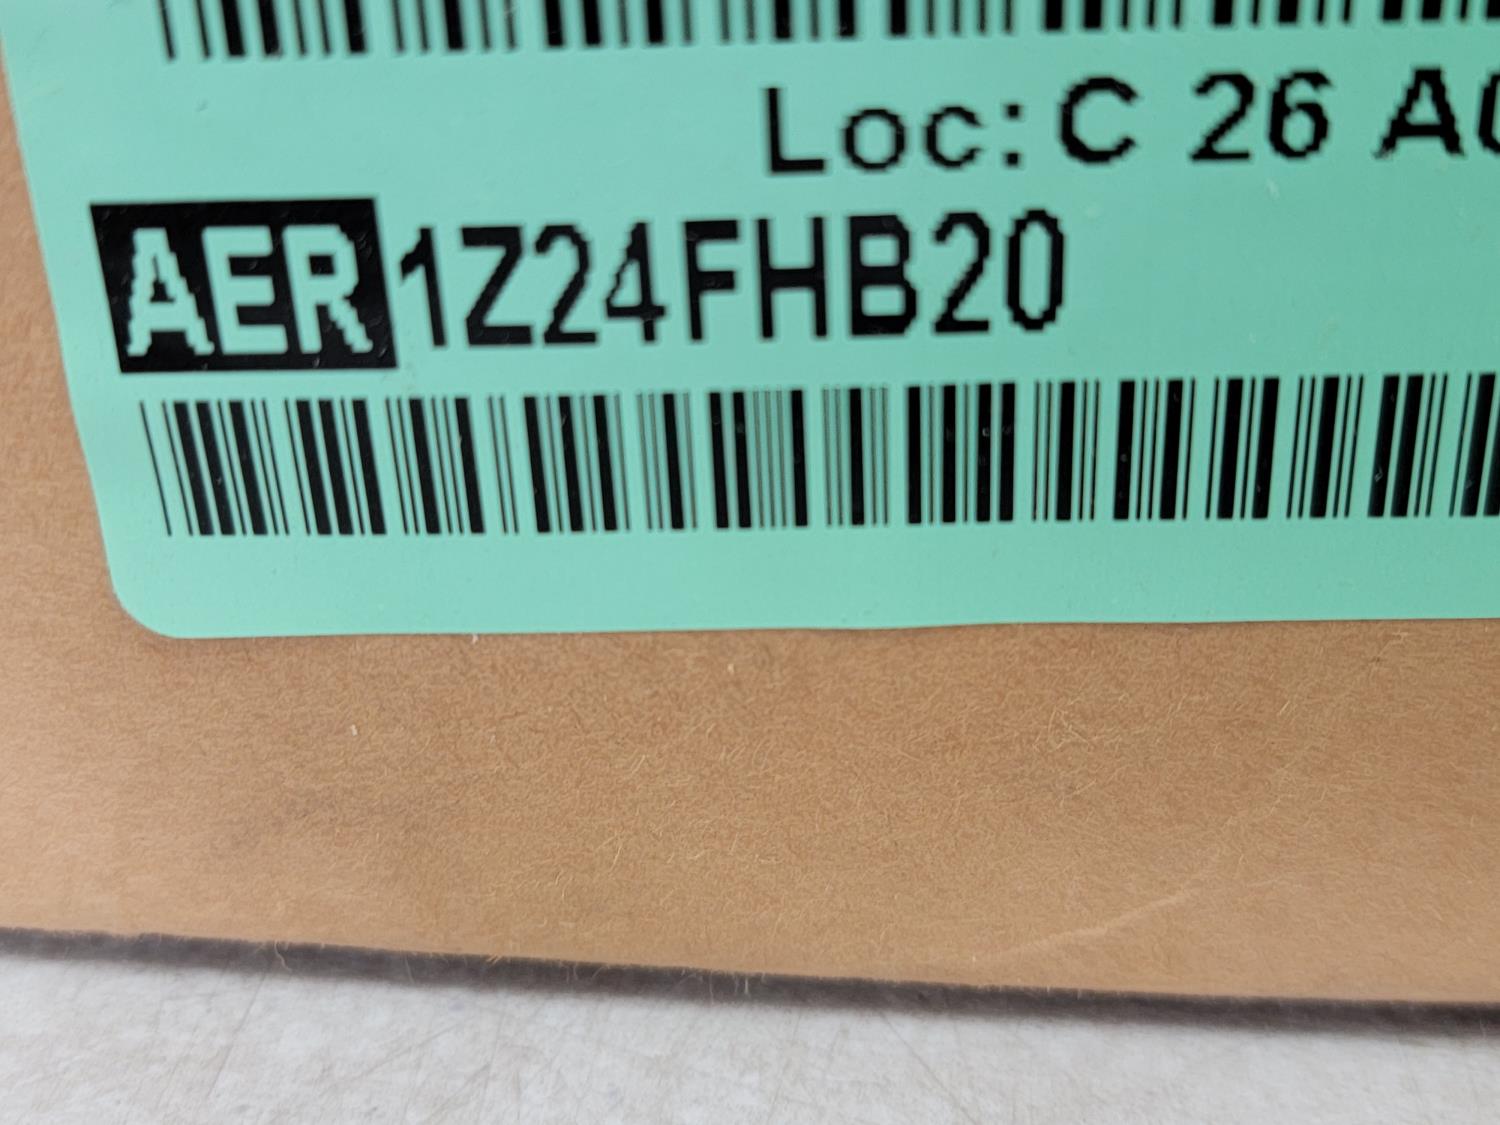 Loc: C 26 A
AER 1Z24FHB20